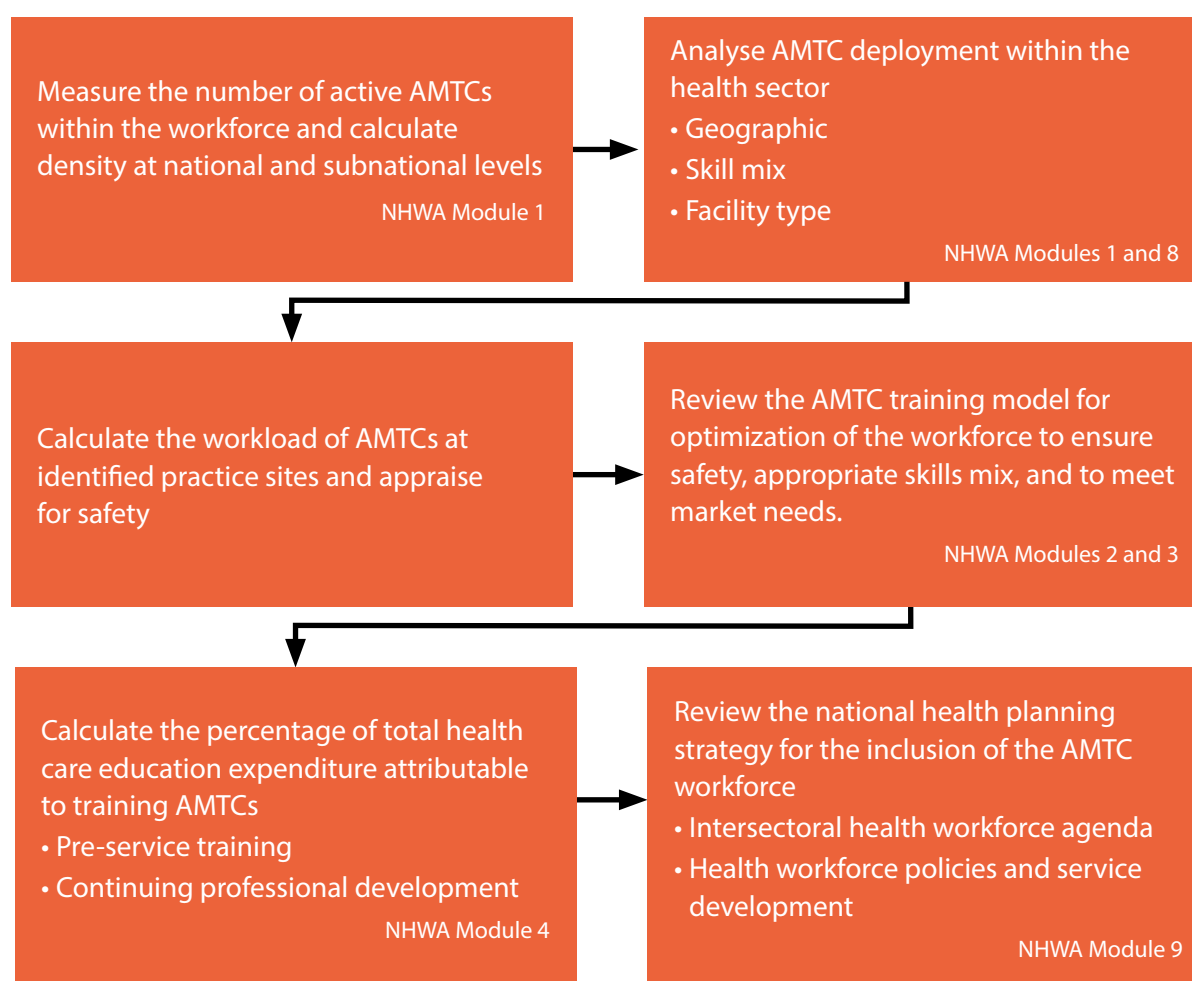 Measure the number of active AMTCs
within the workforce and calculate
density at national and subnational levels
NHWA Module 1
Analyse AMTC deployment within the
health sector
• Geographic
• Skill mix
• Facility type
NHWA Modules 1 and 8
Calculate the workload of AMTCs at
identified practice sites and appraise
for safety
Review the AMTC training model for
optimization of the workforce to ensure
safety, appropriate skills mix, and to meet
market needs.
NHWA Modules 2 and 3
Calculate the percentage of total health
care education expenditure attributable
to training AMTCs
• Pre-service training
• Continuing professional development
NHWA Module 4
Review the national health planning
strategy for the inclusion of the AMTC
workforce
• Intersectoral health workforce agenda
• Health workforce policies and service
development
NHWA Module 9